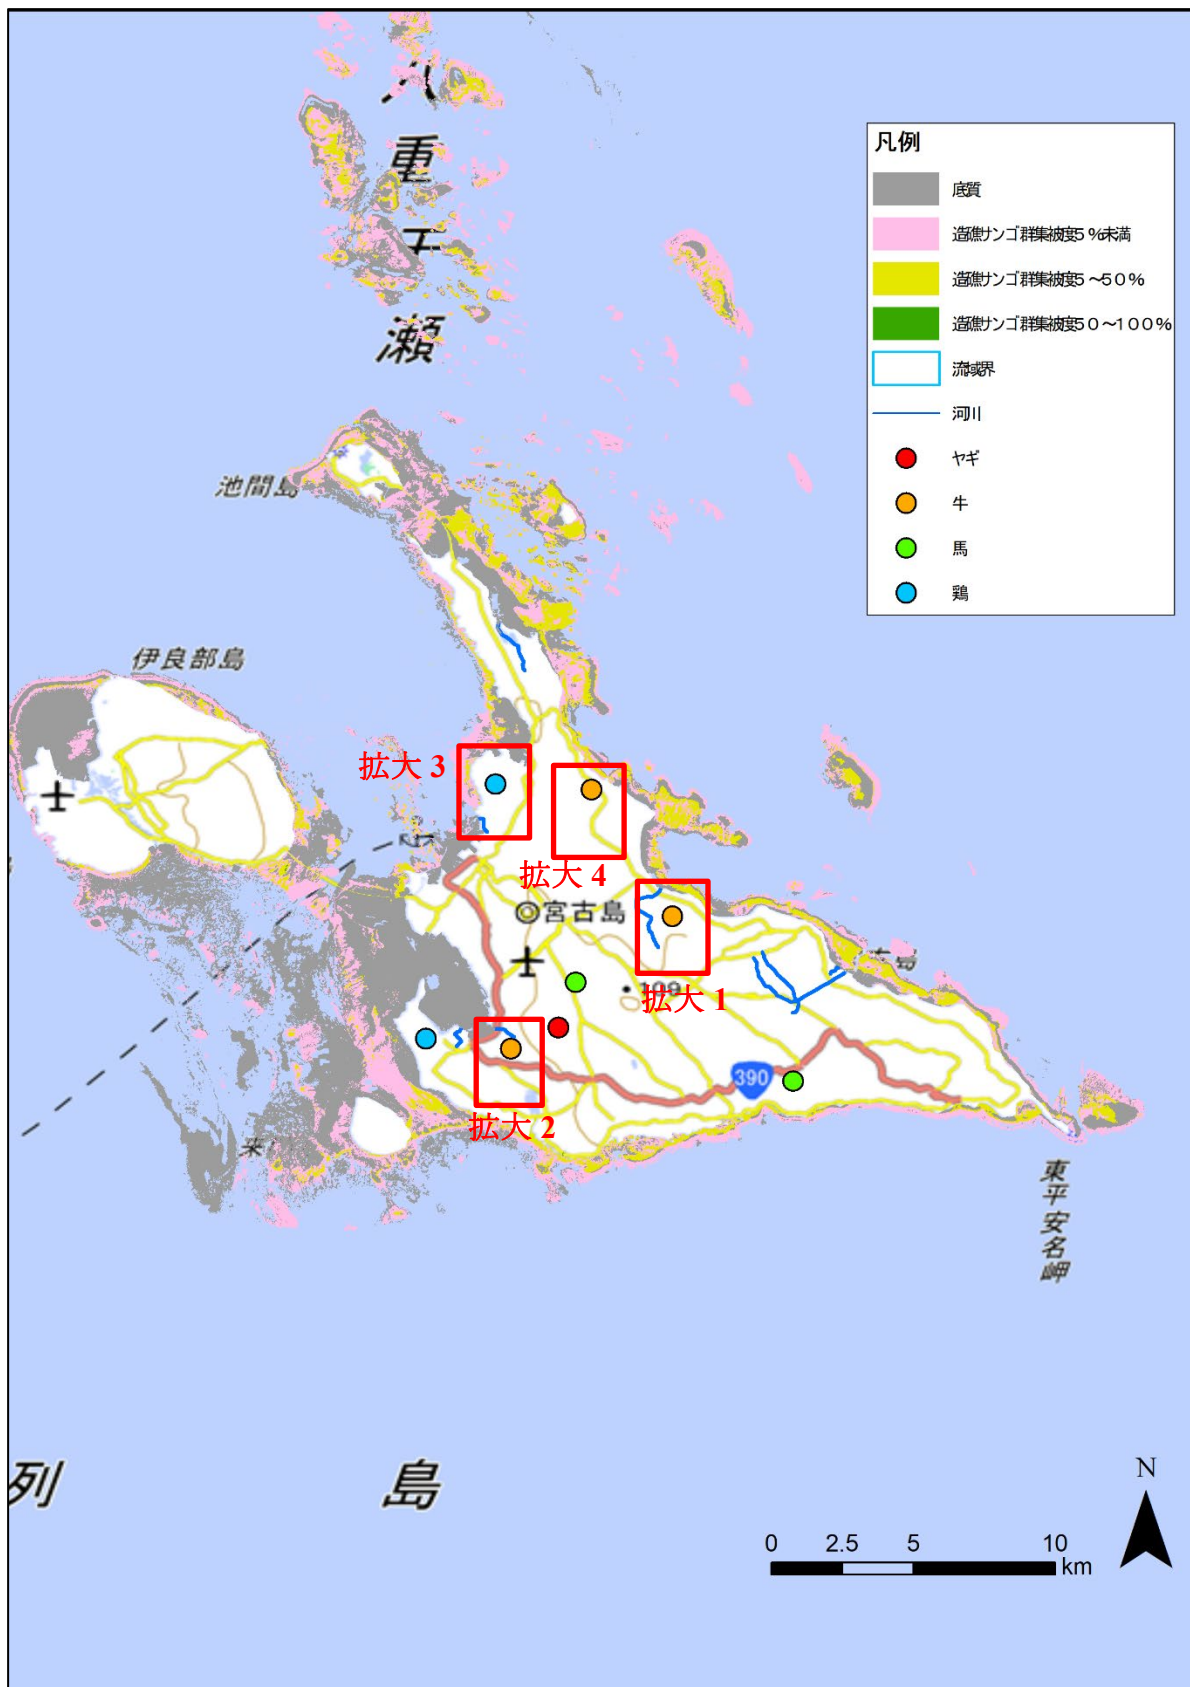 八
重
干
瀬
凡例
底質
造礁サンゴ群集被度5%未満
造礁サンゴ群集被度5~50%
造礁サンゴ群集被度50~100%
流域界
河川
ヤギ
牛
馬
鶏
池間島
伊良部島
拡大 3
拡大 4
宮古島
109
拡大 1
390
拡大 2
来
東
平
安
名
岬
列
島
N
0 2.5 5 10
km